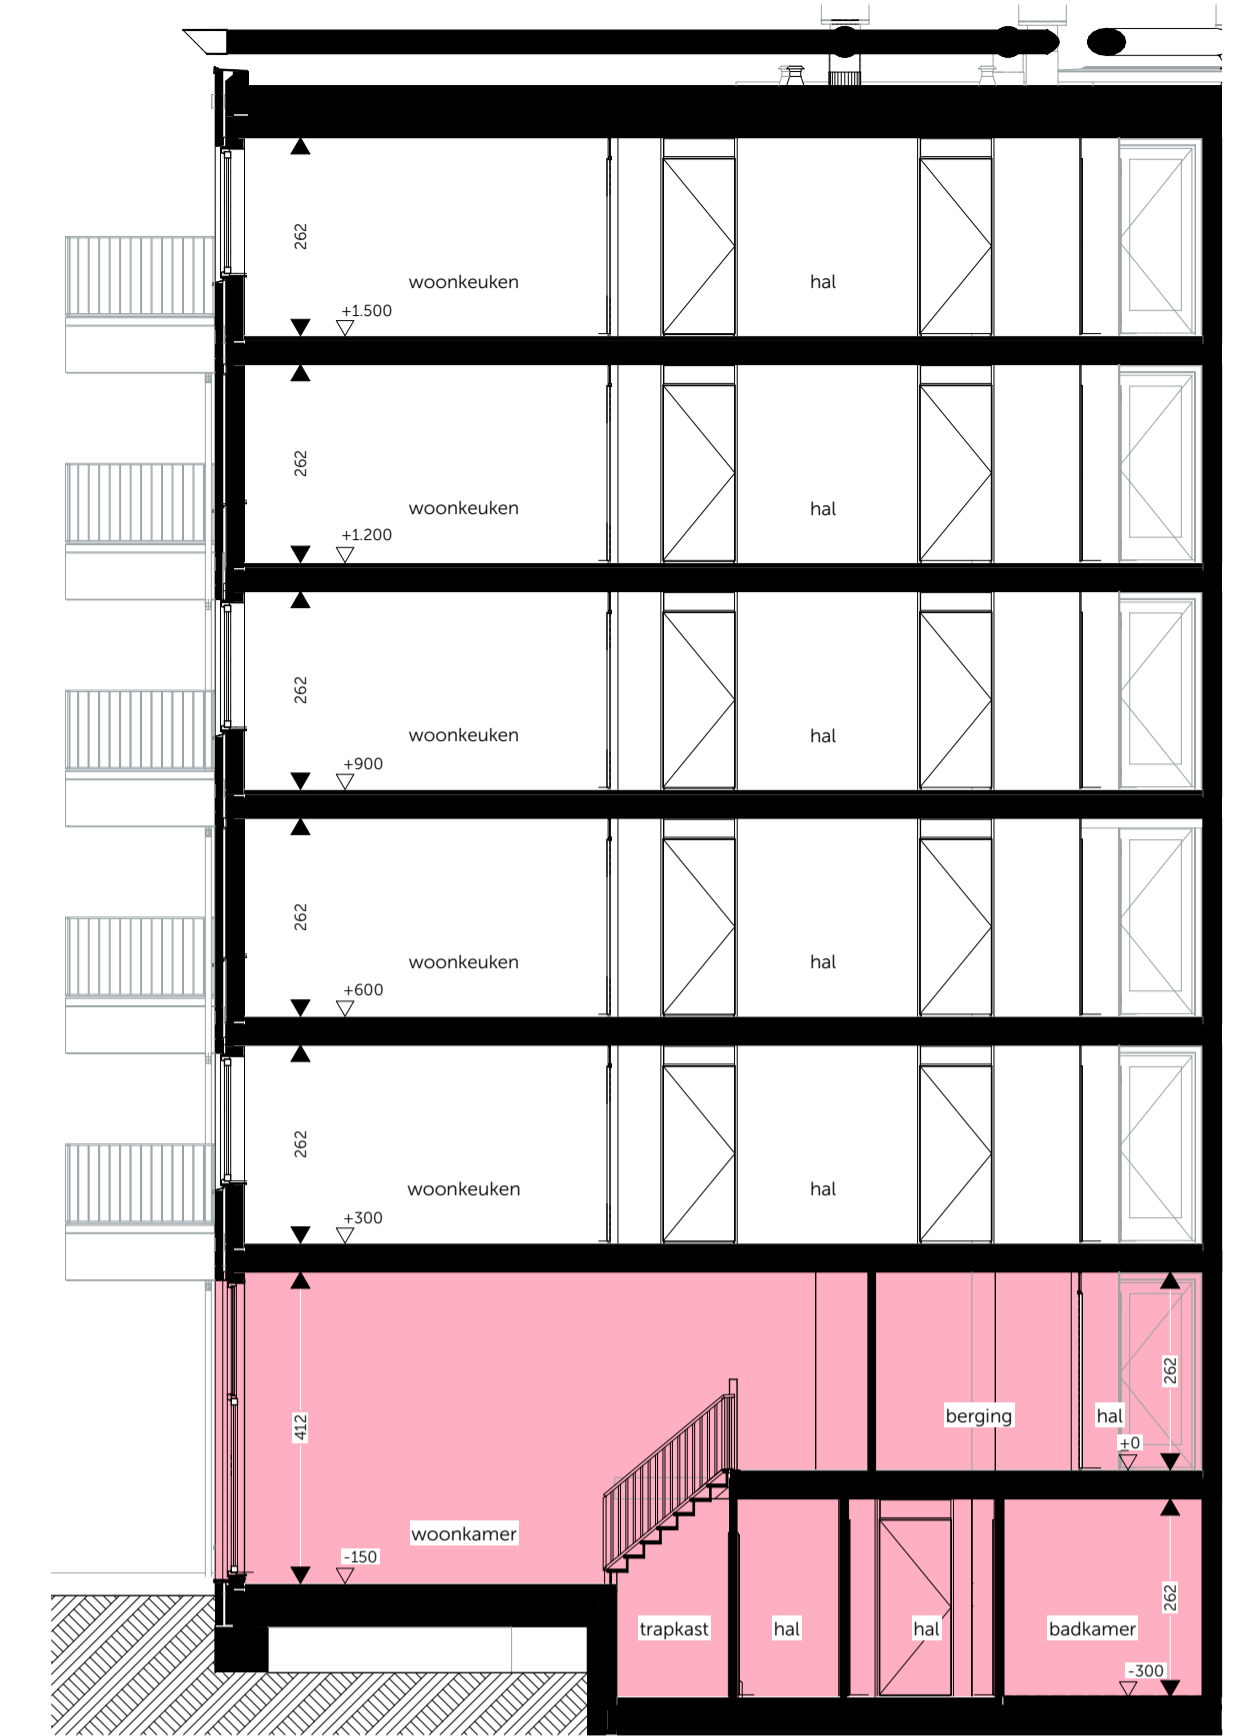 262
woonkeuken
hal
+1.500
262
woonkeuken
hal
+1.200
262
woonkeuken
hal
+900
262
woonkeuken
hal
+600
262
woonkeuken
hal
+300
412
262
berging
hal
+0
woonkamer
-150
262
trapkast
hal
hal
badkamer
-300